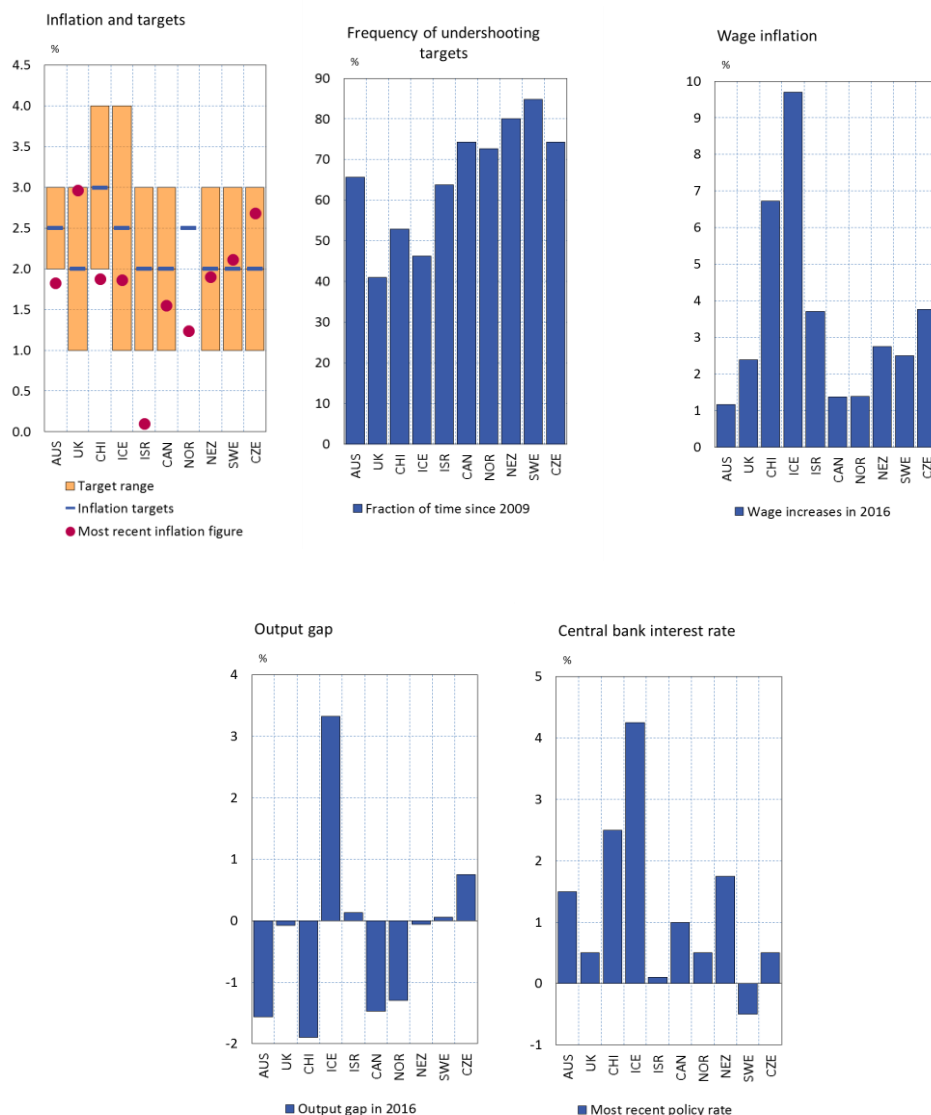 Inflation and targets
%
4.5
4.0
3.5
3.0
2.5
2.0
1.5
1.0
0.5
0.0
AUS
UK
CHI
ICE
ISR
CAN
NOR
NEZ
SWE
CZE
Target range
Inflation targets
Most recent inflation figure
Frequency of undershooting
targets
%
90
80
70
60
50
40
30
20
10
0
AUS
UK
CHI
ICE
ISR
CAN
NOR
NEZ
SWE
CZE
Fraction of time since 2009
Wage inflation
%
10
9
8
7
6
5
4
3
2
1
0
AUS
UK
CHI
ICE
ISR
CAN
NOR
NEZ
SWE
CZE
Wage increases in 2016
Output gap
%
4
3
2
1
0
-1
-2
AUS
UK
CHI
ICE
ISR
CAN
NOR
NEZ
SWE
CZE
Output gap in 2016
Central bank interest rate
%
5
4
3
2
1
0
-1
AUS
UK
CHI
ICE
ISR
CAN
NOR
NEZ
SWE
CZE
Most recent policy rate